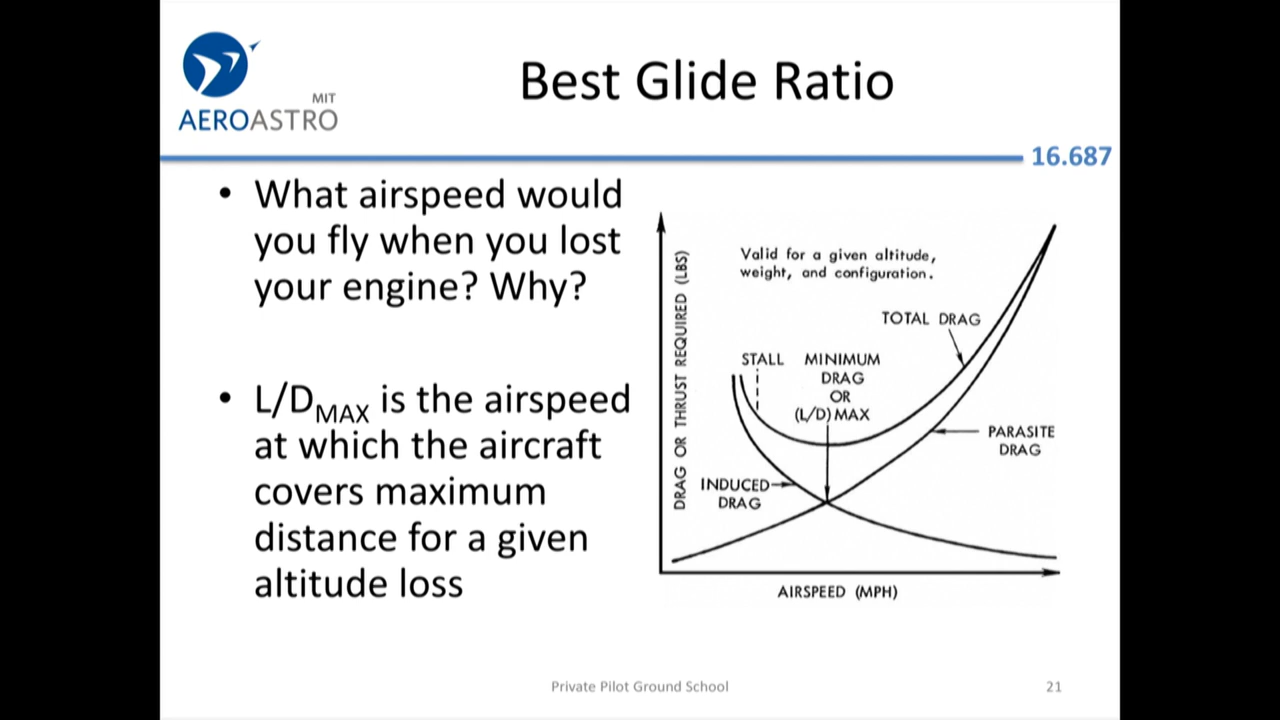 MIT
AEROASTRO
Best Glide Ratio
16.687
• What airspeed would
you fly when you lost
your engine? Why?
• L/DMAX is the airspeed
at which the aircraft
covers maximum
distance for a given
altitude loss
DRAG OR THRUST REQUIRED (LBS)
Valid for a given altitude,
weight, and configuration.
TOTAL DRAG
STALL
MINIMUM
DRAG
OR
(L/D) MAX
PARASITE
DRAG
INDUCED
DRAG
AIRSPEED (MPH)
Private Pilot Ground School
21